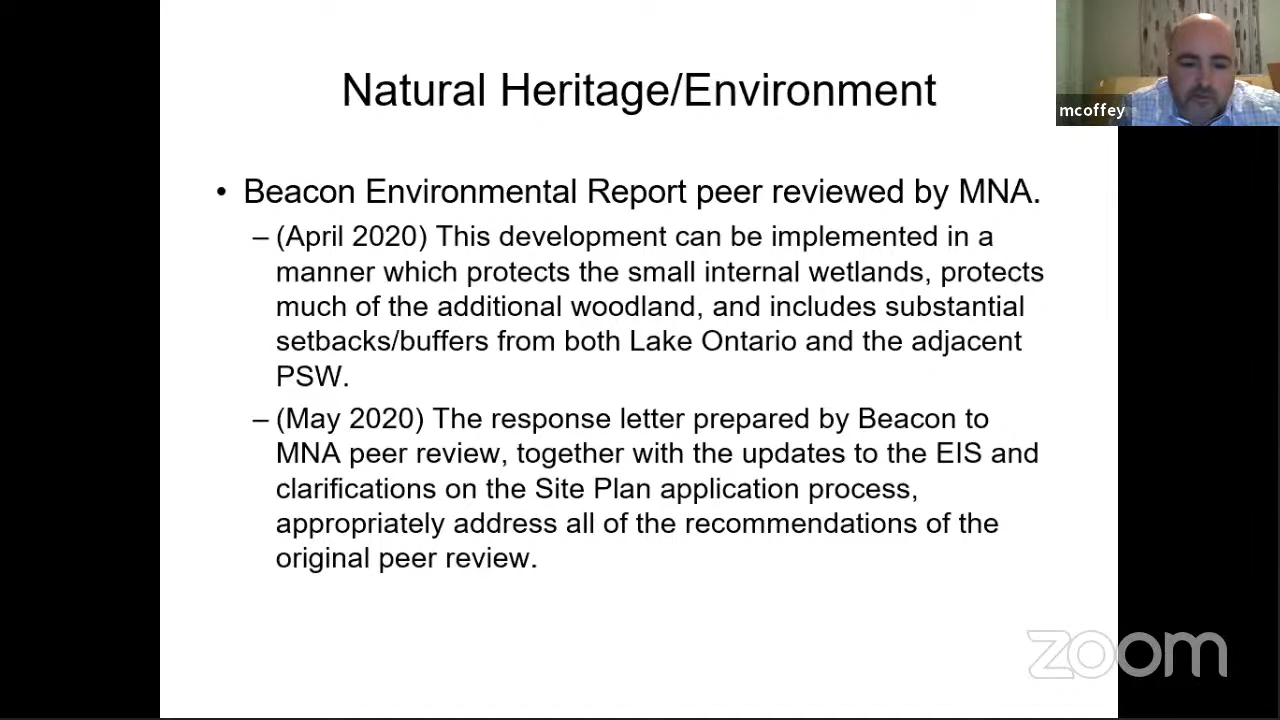 Natural Heritage/Environment
mcoffey
• Beacon Environmental Report peer reviewed by MNA.
– (April 2020) This development can be implemented in a
manner which protects the small internal wetlands, protects
much of the additional woodland, and includes substantial
setbacks/buffers from both Lake Ontario and the adjacent
PSW.
– (May 2020) The response letter prepared by Beacon to
MNA peer review, together with the updates to the EIS and
clarifications on the Site Plan application process,
appropriately address all of the recommendations of the
original peer review.
zoom